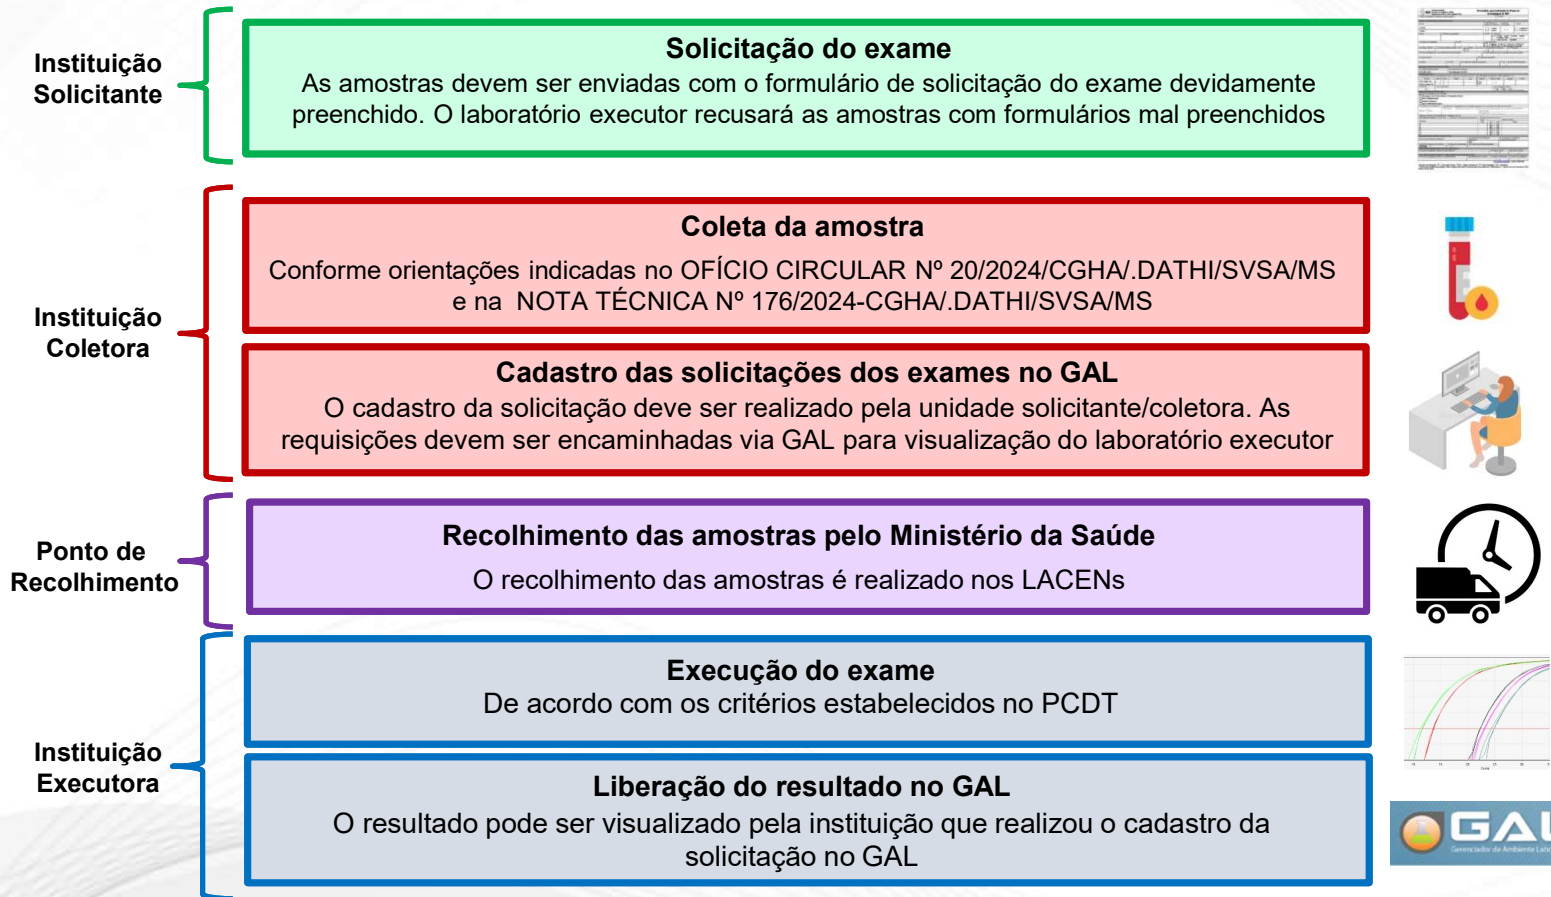 Instituição
Solicitante
Solicitação do exame
As amostras devem ser enviadas com o formulário de solicitação do exame devidamente
preenchido. O laboratório executor recusará as amostras com formulários mal preenchidos
Instituição
Coletora
Coleta da amostra
Conforme orientações indicadas no OFÍCIO CIRCULAR Nº 20/2024/CGHA/.DATHI/SVSA/MS
e na NOTA TÉCNICA Nº 176/2024-CGHA/.DATHI/SVSA/MS
Cadastro das solicitações dos exames no GAL
O cadastro da solicitação deve ser realizado pela unidade solicitante/coletora. As
requisições devem ser encaminhadas via GAL para visualização do laboratório executor
Ponto de
Recolhimento
Recolhimento das amostras pelo Ministério da Saúde
O recolhimento das amostras é realizado nos LACENs
Instituição
Executora
Execução do exame
De acordo com os critérios estabelecidos no PCDT
Liberação do resultado no GAL
O resultado pode ser visualizado pela instituição que realizou o cadastro da
solicitação no GAL
GAL
Gerenciador de Ambiente